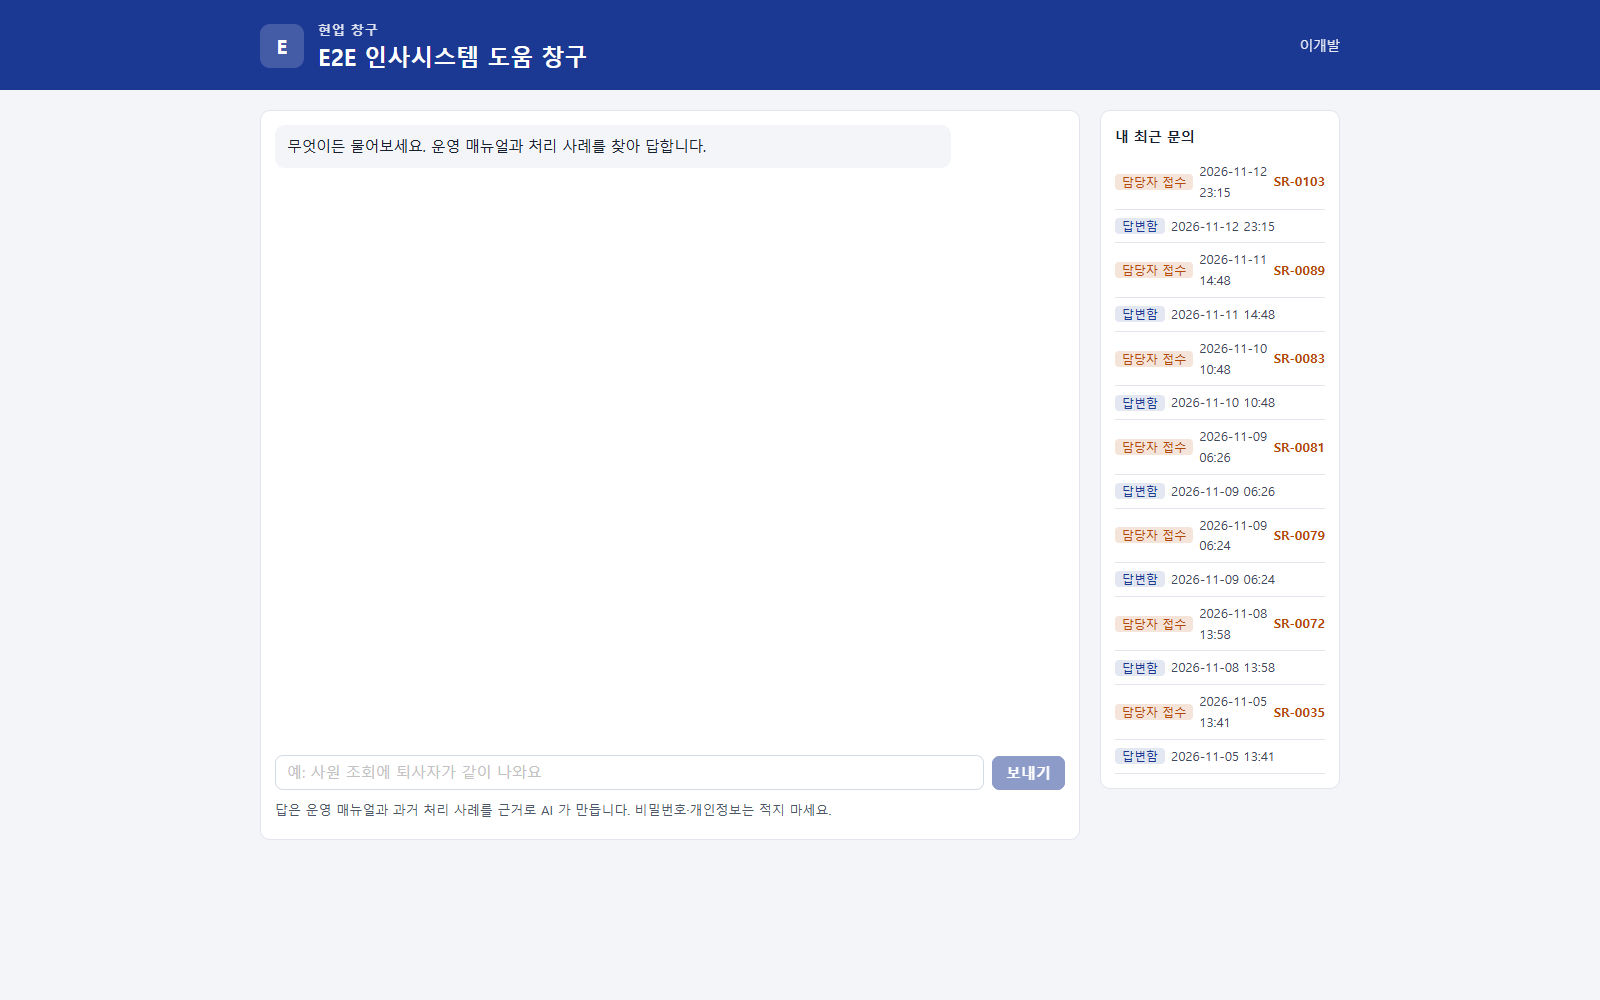 E
현업 창구
E2E 인사시스템 도움 창구
이개발
무엇이든 물어보세요. 운영 매뉴얼과 처리 사례를 찾아 답합니다.
예: 사원 조회에 퇴사자가 같이 나와요
보내기
답은 운영 매뉴얼과 과거 처리 사례를 근거로 AI 가 만듭니다. 비밀번호·개인정보는 적지 마세요.
내 최근 문의
담당자 접수 2026-11-12 23:15 SR-0103
답변함 2026-11-12 23:15
담당자 접수 2026-11-11 14:48 SR-0089
답변함 2026-11-11 14:48
담당자 접수 2026-11-10 10:48 SR-0083
답변함 2026-11-10 10:48
담당자 접수 2026-11-09 06:26 SR-0081
답변함 2026-11-09 06:26
담당자 접수 2026-11-09 06:24 SR-0079
답변함 2026-11-09 06:24
담당자 접수 2026-11-08 13:58 SR-0072
답변함 2026-11-08 13:58
담당자 접수 2026-11-05 13:41 SR-0035
답변함 2026-11-05 13:41